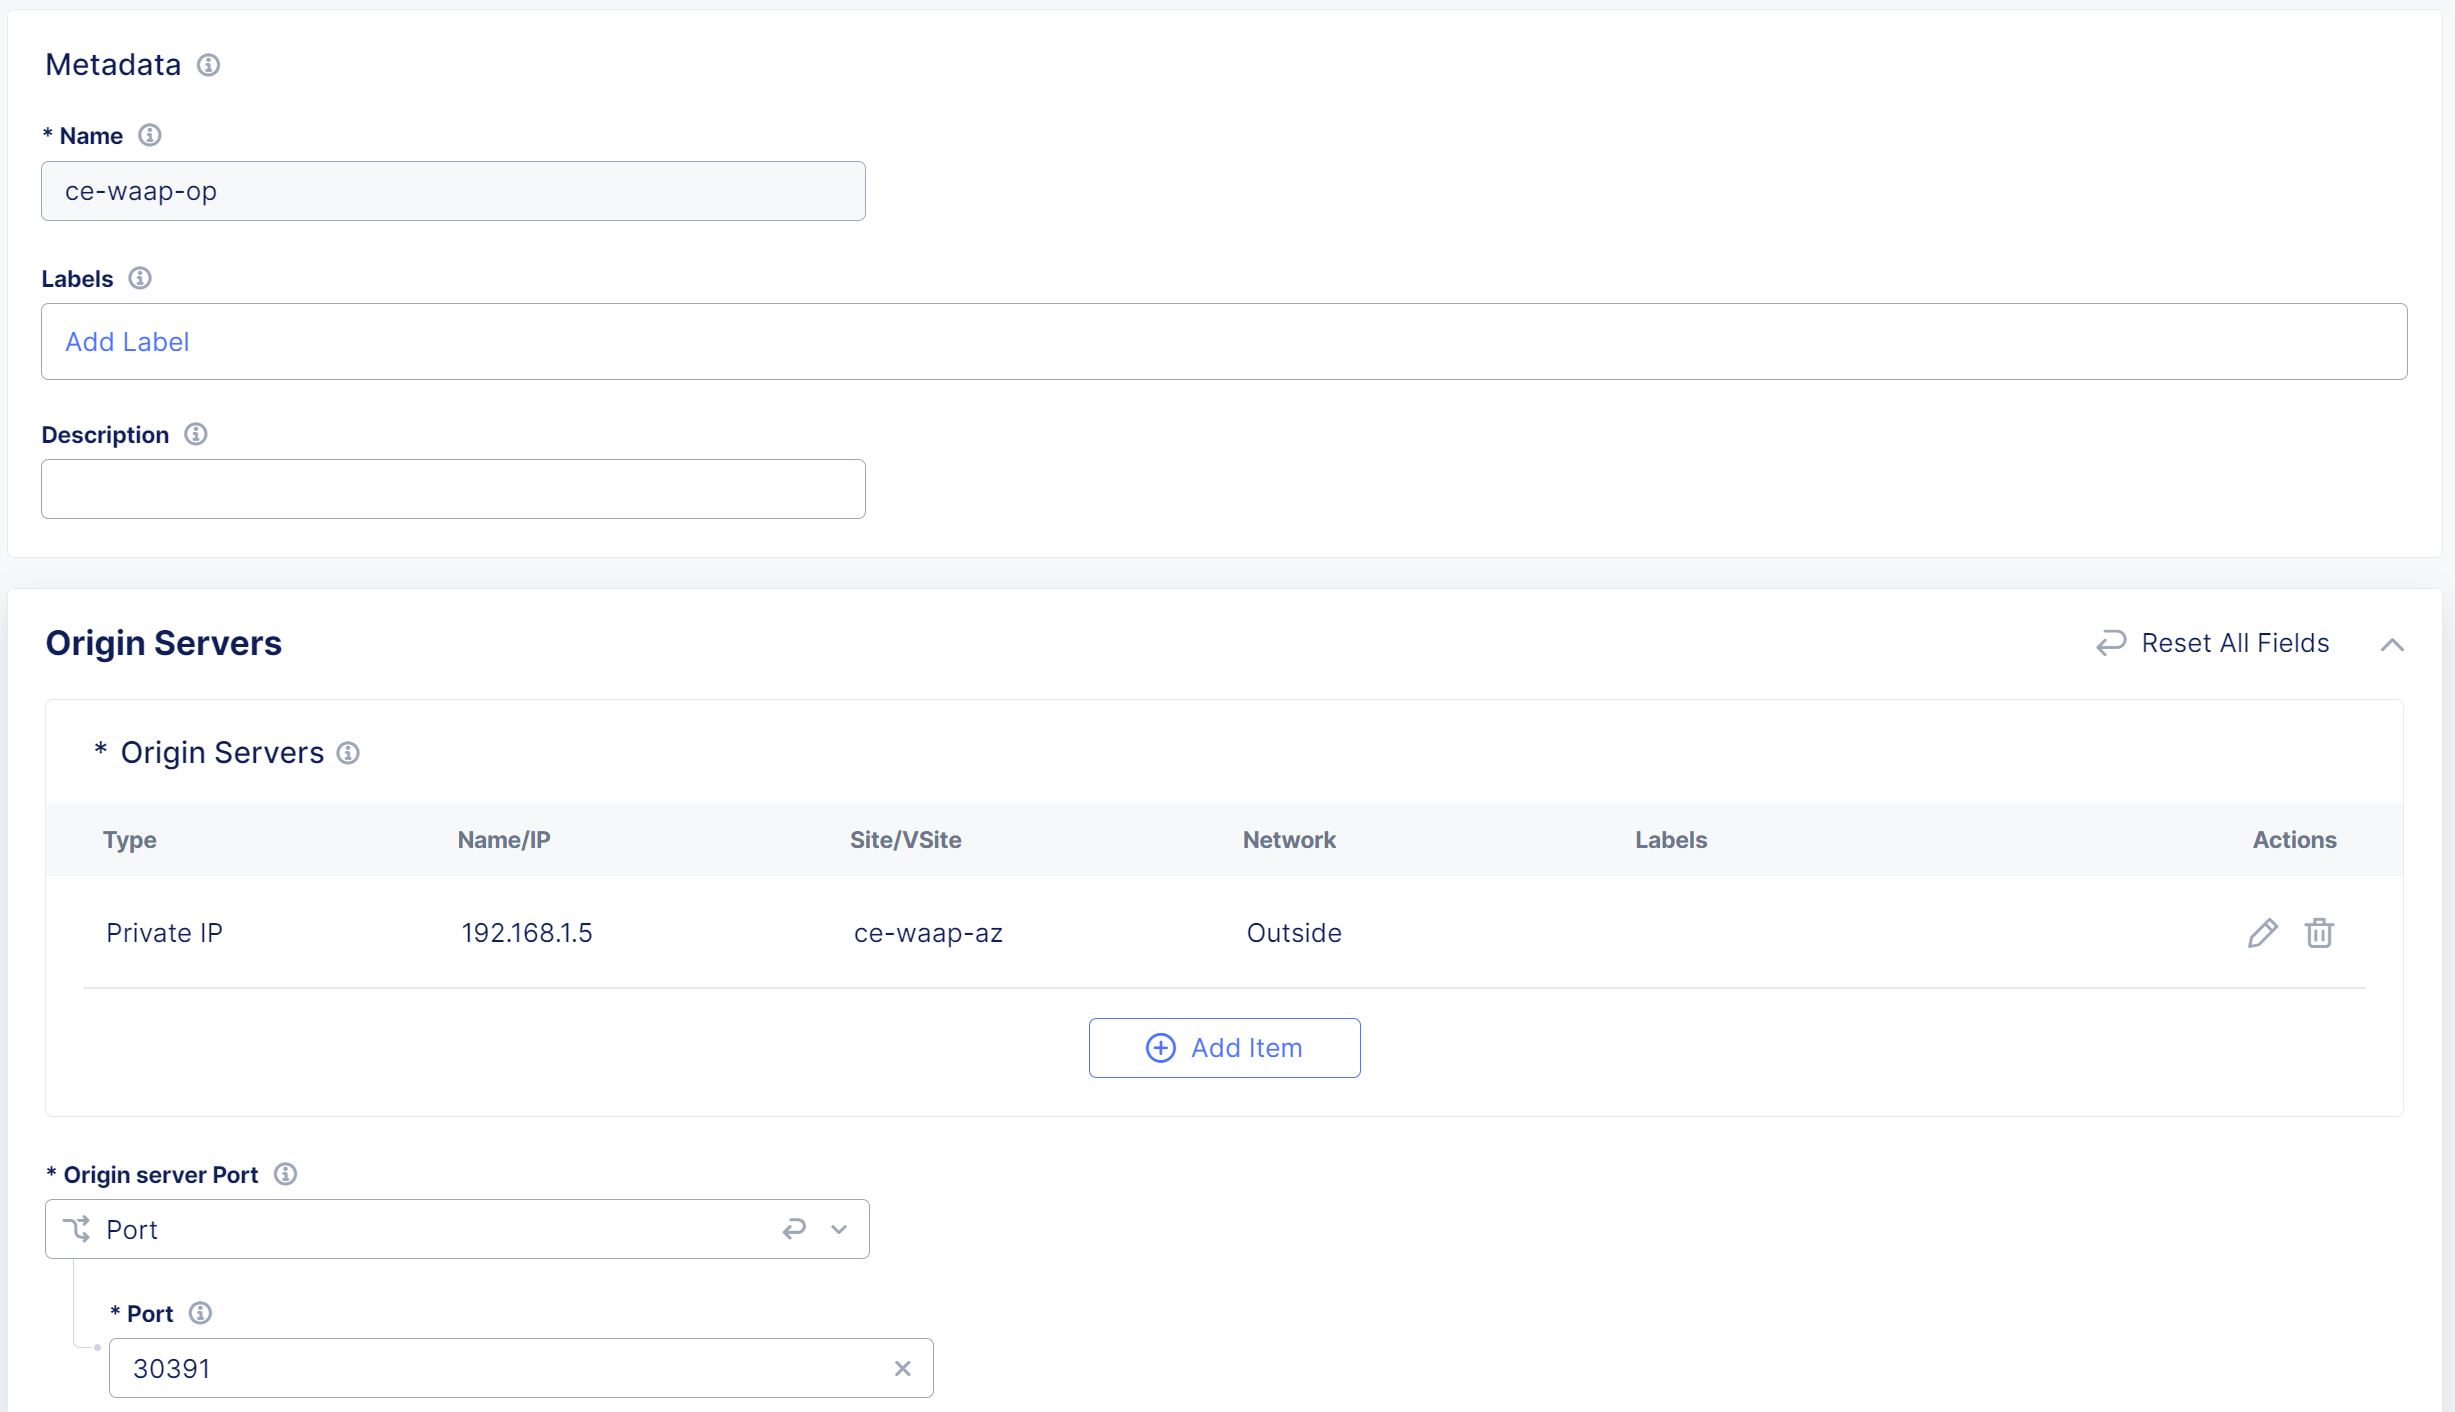 Metadata
* Name
ce-waap-op
Labels
Add Label
Description
Origin Servers
Reset All Fields
* Origin Servers
Type Name/IP Site/VSite Network Labels Actions
Private IP 192.168.1.5 ce-waap-az Outside
Add Item
* Origin server Port
Port
* Port
30391